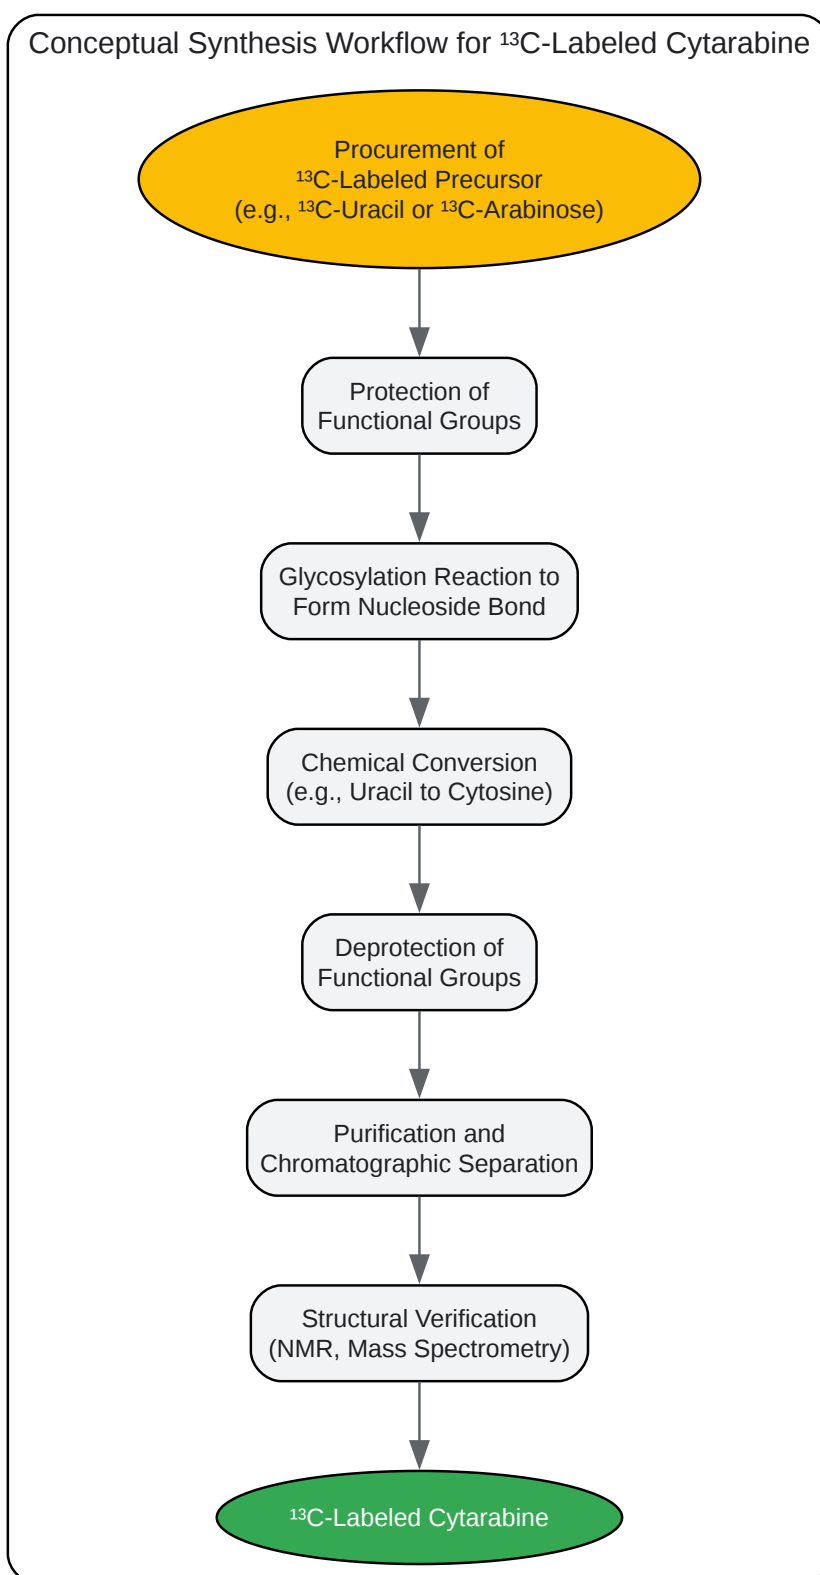 Conceptual Synthesis Workflow for ¹³C-Labeled Cytarabine
Procurement of
¹³C-Labeled Precursor
(e.g., ¹³C-Uracil or ¹³C-Arabinose)
Protection of
Functional Groups
Glycosylation Reaction to
Form Nucleoside Bond
Chemical Conversion
(e.g., Uracil to Cytosine)
Deprotection of
Functional Groups
Purification and
Chromatographic Separation
Structural Verification
(NMR, Mass Spectrometry)
¹³C-Labeled Cytarabine